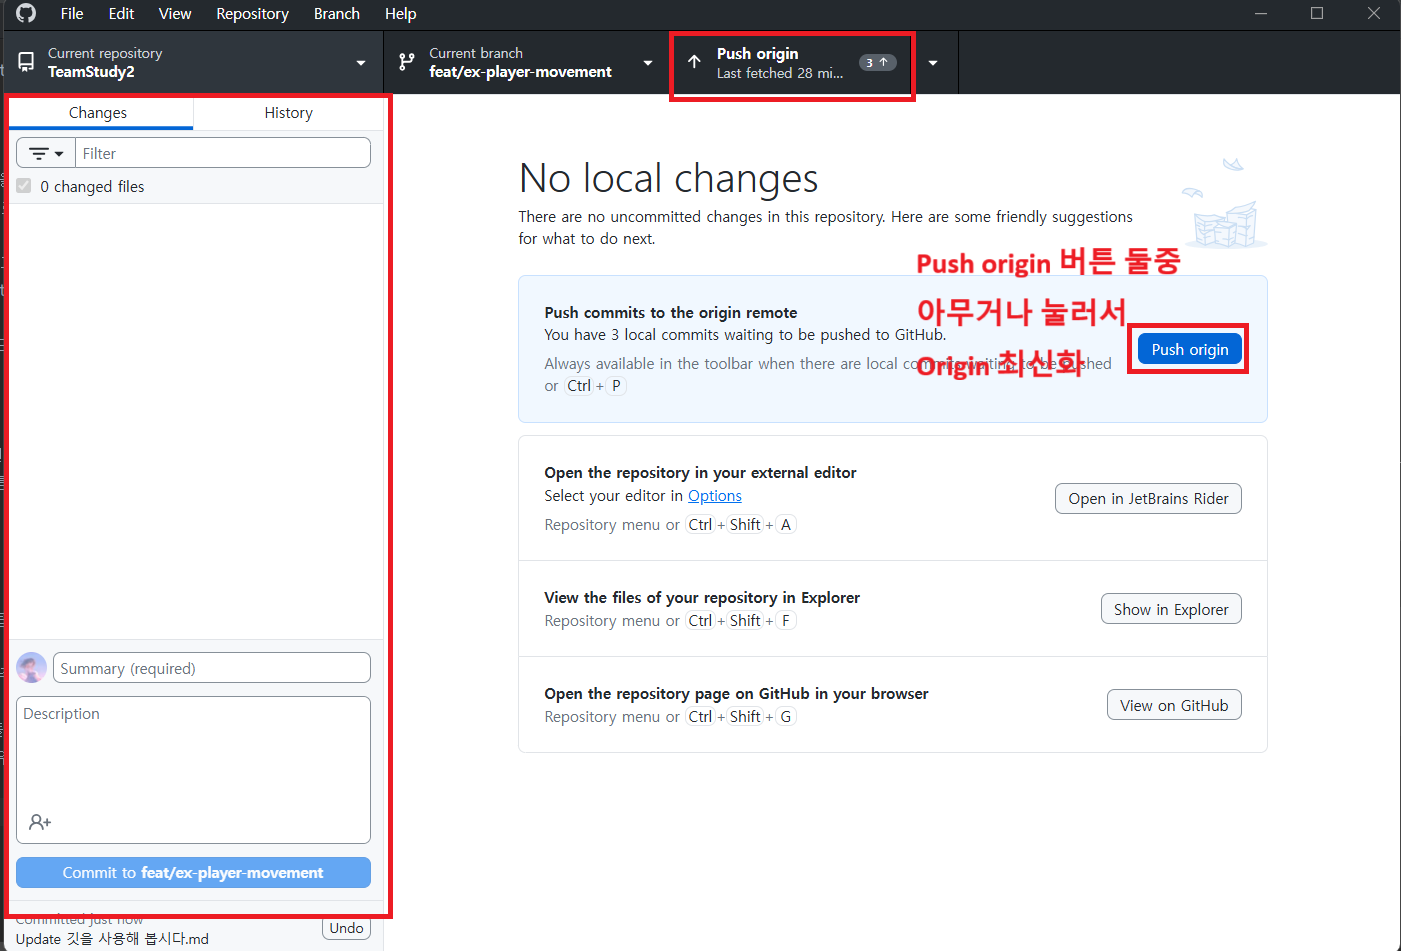 File Edit View Repository Branch Help
Current repository
TeamStudy2
Current branch
feat/ex-player-movement
Push origin
Last fetched 28 mi...
3
Changes
History
Filter
0 changed files
No local changes
There are no uncommitted changes in this repository. Here are some friendly suggestions
for what to do next.
Push origin 버튼 둘중
아무거나 눌러서
Origin 최신화
Push commits to the origin remote
You have 3 local commits waiting to be pushed to GitHub.
Always available in the toolbar when there are local commits waiting to be pushed
or Ctrl + P
Push origin
Open the repository in your external editor
Select your editor in Options
Repository menu or Ctrl + Shift + A
Open in JetBrains Rider
View the files of your repository in Explorer
Repository menu or Ctrl + Shift + F
Show in Explorer
Open the repository page on GitHub in your browser
Repository menu or Ctrl + Shift + G
View on GitHub
Summary (required)
Description
Commit to feat/ex-player-movement
Committed just now
Update 깃을 사용해 봅시다.md
Undo